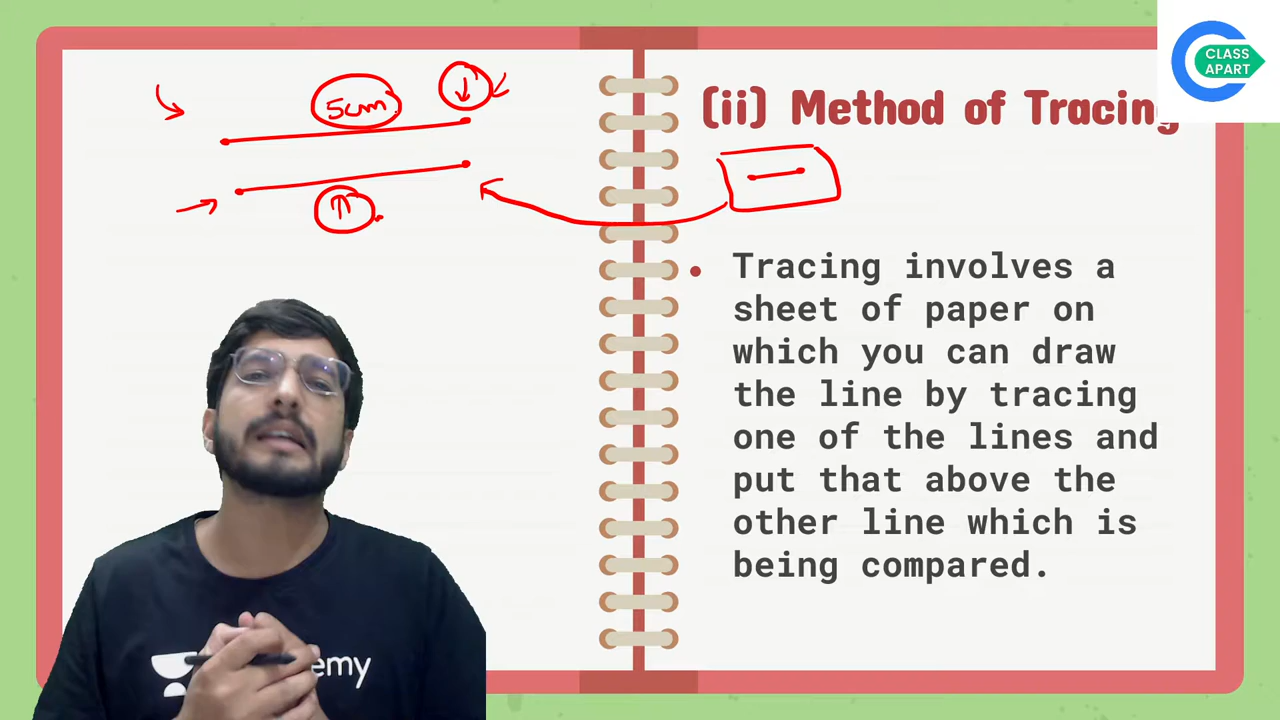 CLASS
APART
(ii) Method of Tracing
5cm
Tracing involves a
sheet of paper on
which you can draw
the line by tracing
one of the lines and
put that above the
other line which is
being compared.
emy